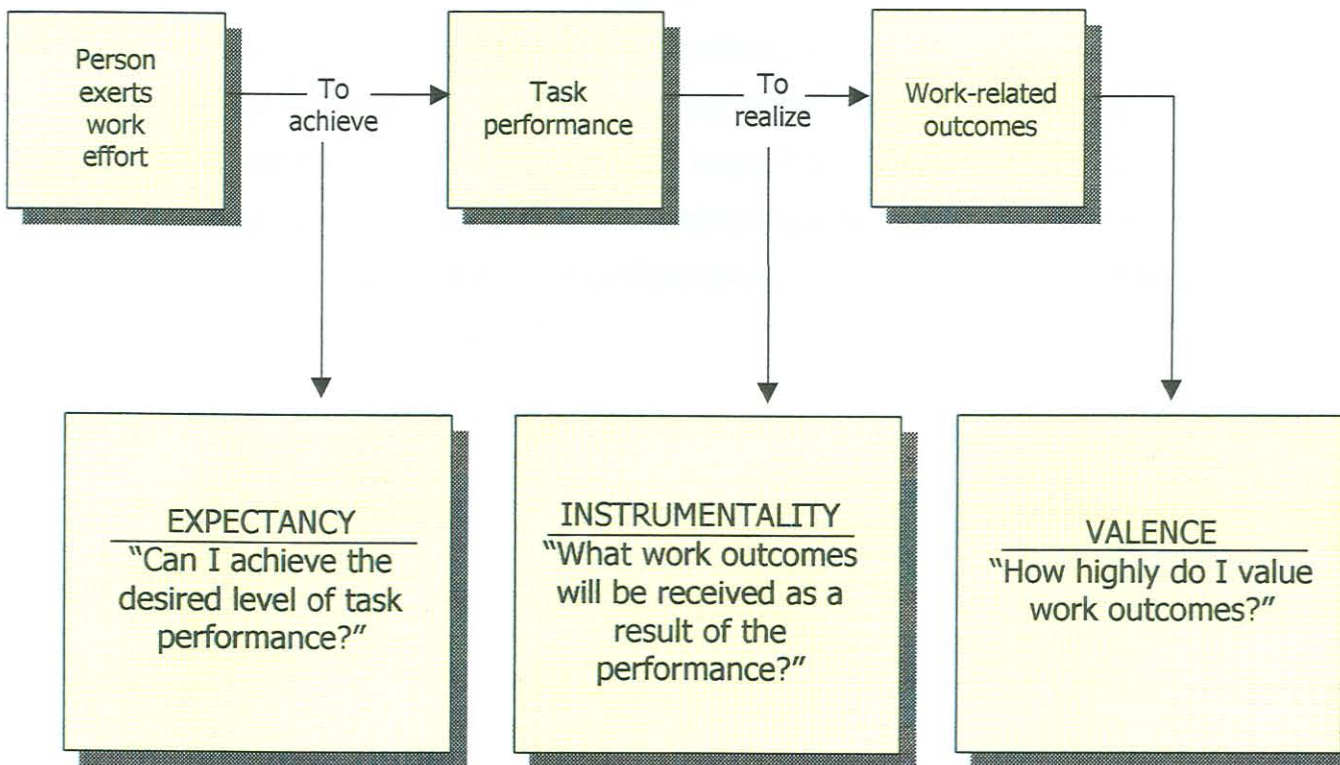 Person
exerts
work
effort
To
achieve
Task
performance
To
realize
Work-related
outcomes
EXPECTANCY
“Can I achieve the
desired level of task
performance?”
INSTRUMENTALITY
“What work outcomes
will be received as a
result of the
performance?”
VALENCE
“How highly do I value
work outcomes?”